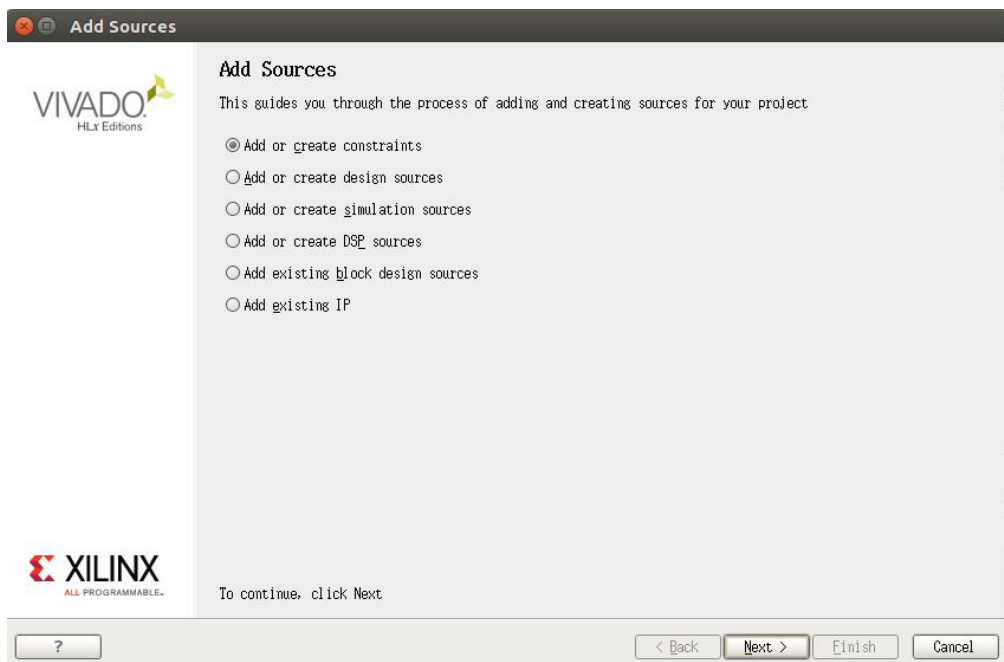 Add Sources
VIVADO.
HLx Editions
Add Sources
This guides you through the process of adding and creating sources for your project
Add or create constraints
Add or create design sources
Add or create simulation sources
Add or create DSP sources
Add existing block design sources
Add existing IP
XILINX
ALL PROGRAMMABLE.
To continue, click Next
?
< Back
Next >
Finish
Cancel